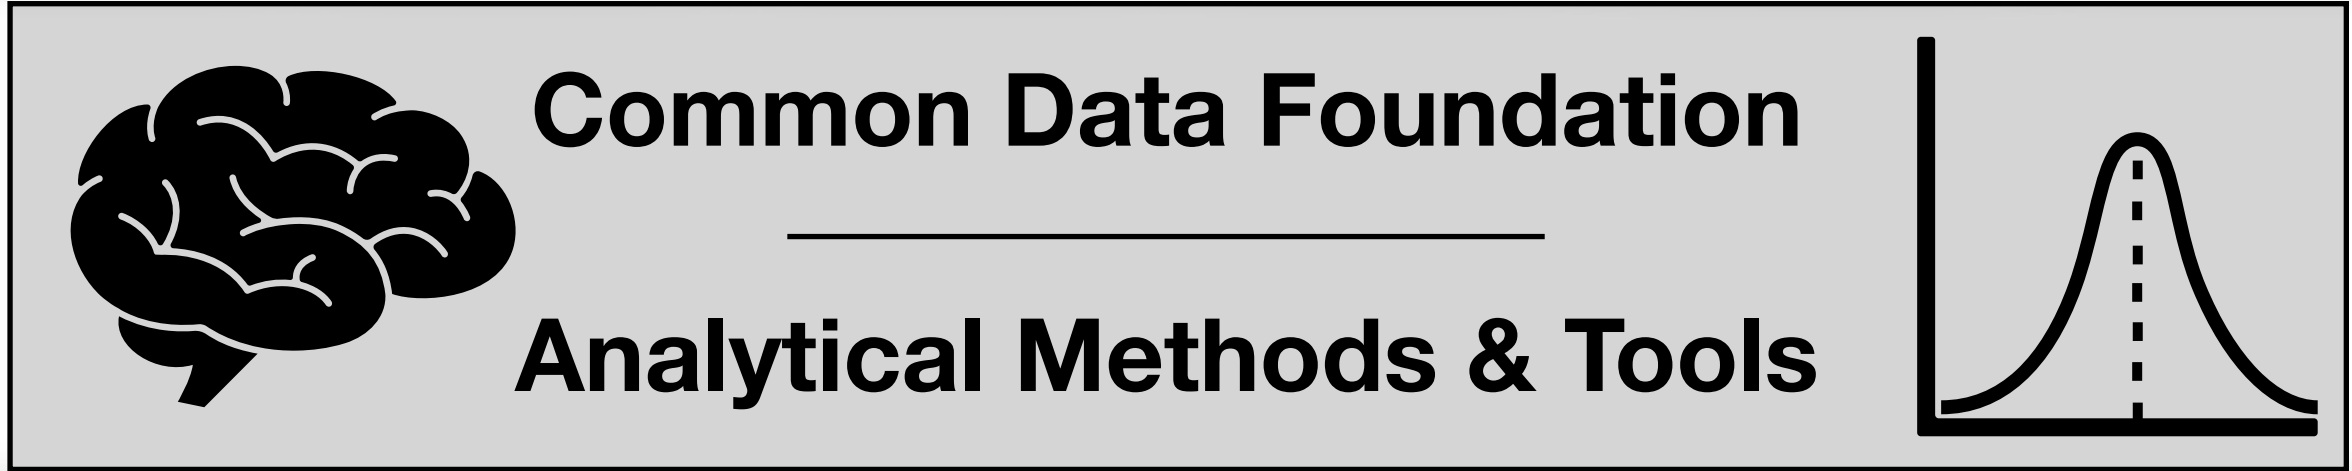 Common Data Foundation
Analytical Methods & Tools